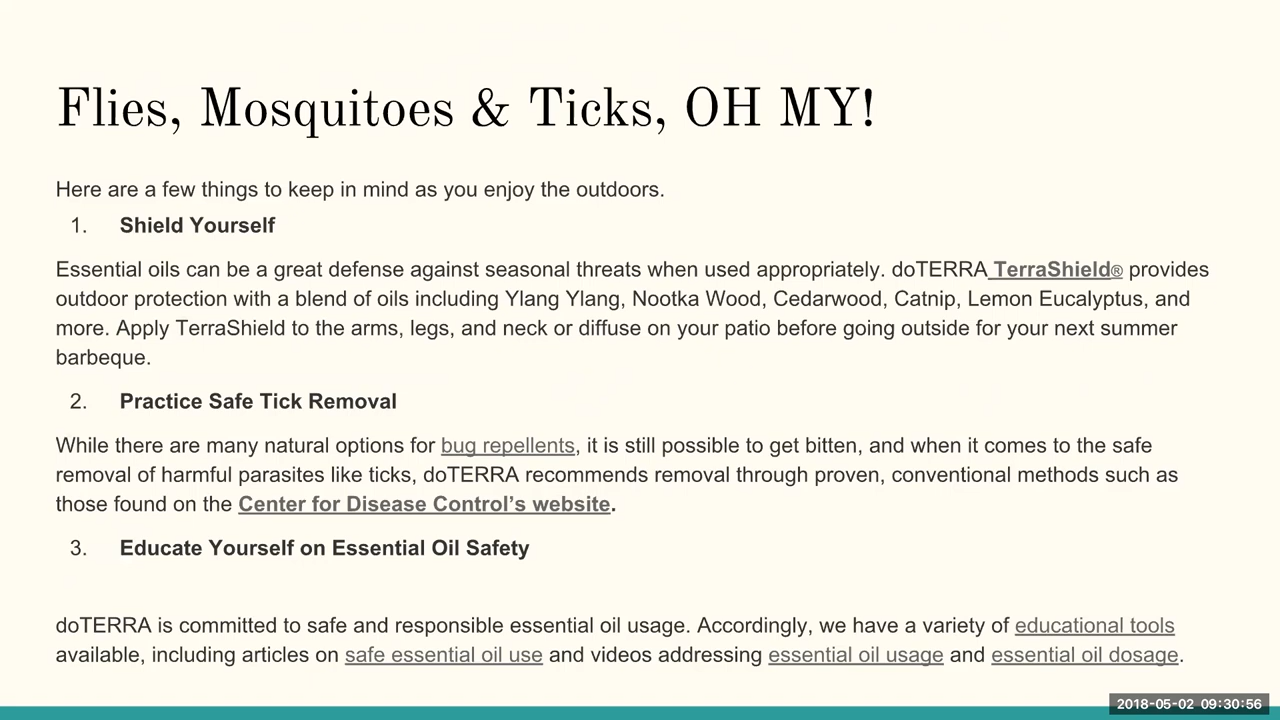 Flies, Mosquitoes & Ticks, OH MY!
Here are a few things to keep in mind as you enjoy the outdoors.
1. Shield Yourself
Essential oils can be a great defense against seasonal threats when used appropriately. doTERRA TerraShield® provides
outdoor protection with a blend of oils including Ylang Ylang, Nootka Wood, Cedarwood, Catnip, Lemon Eucalyptus, and
more. Apply TerraShield to the arms, legs, and neck or diffuse on your patio before going outside for your next summer
barbeque.
2. Practice Safe Tick Removal
While there are many natural options for bug repellents, it is still possible to get bitten, and when it comes to the safe
removal of harmful parasites like ticks, doTERRA recommends removal through proven, conventional methods such as
those found on the Center for Disease Control’s website.
3. Educate Yourself on Essential Oil Safety
doTERRA is committed to safe and responsible essential oil usage. Accordingly, we have a variety of educational tools
available, including articles on safe essential oil use and videos addressing essential oil usage and essential oil dosage.
2018-05-02 09:30:56